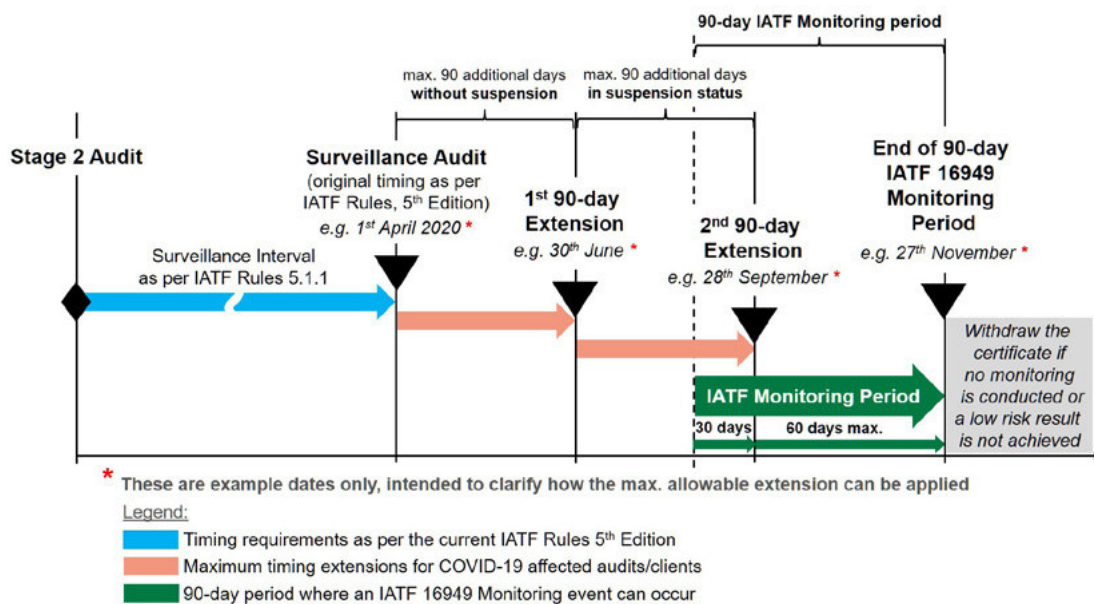 90-day IATF Monitoring period
max. 90 additional days
without suspension
max. 90 additional days
in suspension status
Stage 2 Audit
Surveillance Audit
(original timing as per
IATF Rules, 5th Edition)
e.g. 1st April 2020 *
1st 90-day
Extension
e.g. 30th June *
2nd 90-day
Extension
e.g. 28th September *
End of 90-day
IATF 16949
Monitoring
Period
e.g. 27th November *
Surveillance Interval
as per IATF Rules 5.1.1
IATF Monitoring Period
30 days
60 days max.
Withdraw the
certificate if
no monitoring
is conducted or
a low risk result
is not achieved
* These are example dates only, intended to clarify how the max. allowable extension can be applied
Legend:
Timing requirements as per the current IATF Rules 5th Edition
Maximum timing extensions for COVID-19 affected audits/clients
90-day period where an IATF 16949 Monitoring event can occur